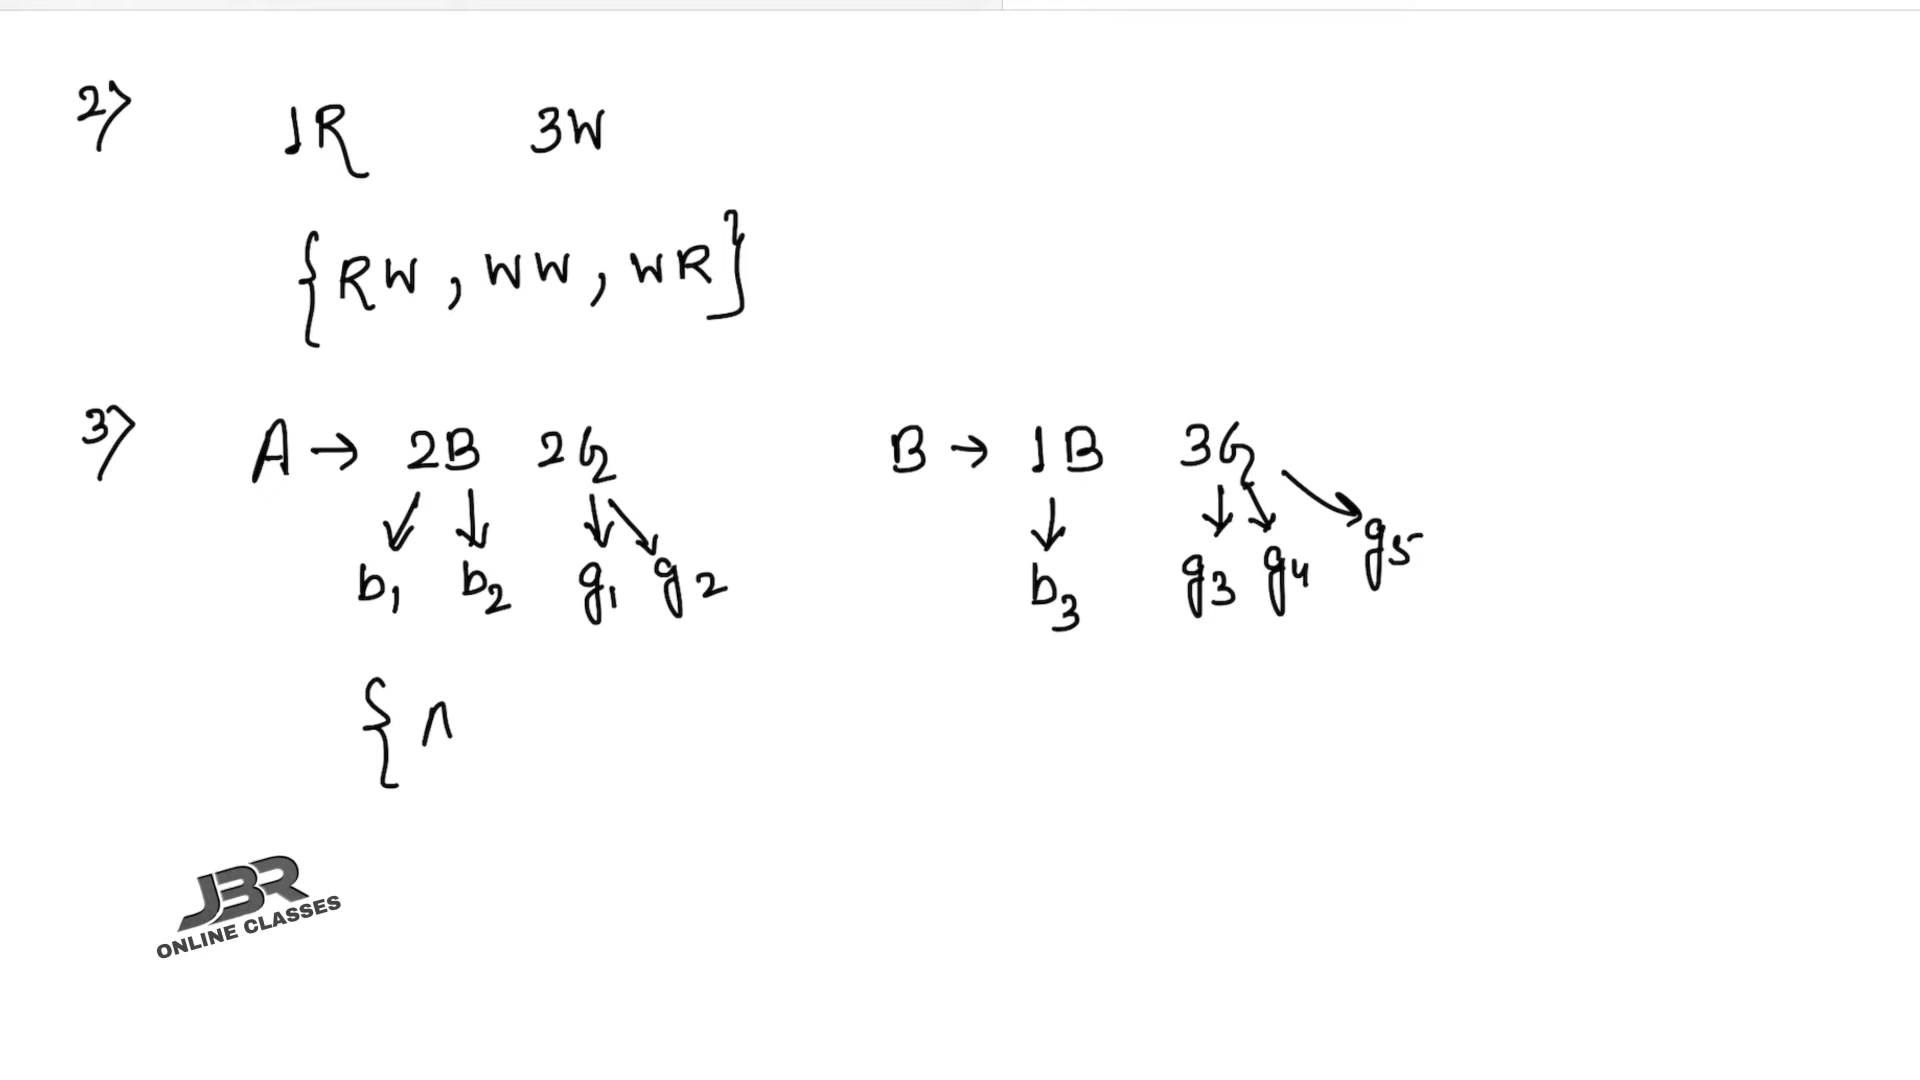 2) 1R 3W
{RW, WW, WR}
3) A → 2B 2G B → 1B 3G
b1 b2 g1 g2 b3 g3 g4 g5
{
JBR
ONLINE CLASSES